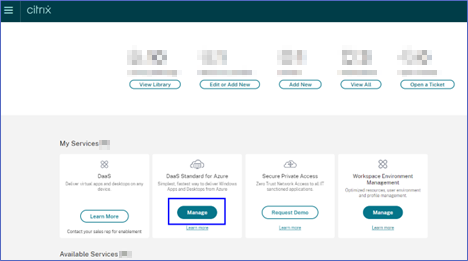 citrix
View Library
Edit or Add New
Add New
View All
Open a Ticket
My Services
DaaS
Deliver virtual apps and desktops on any
device.
Learn More
Contact your sales rep for enablement
DaaS Standard for Azure
Simplest, fastest way to deliver Windows
Apps and Desktops from Azure
Manage
Learn more
Secure Private Access
Zero Trust Network Access to all IT
sanctioned applications
Request Demo
Learn more
Workspace Environment
Management
Optimized resources, user environment
and profile management
Manage
Learn more
Available Services